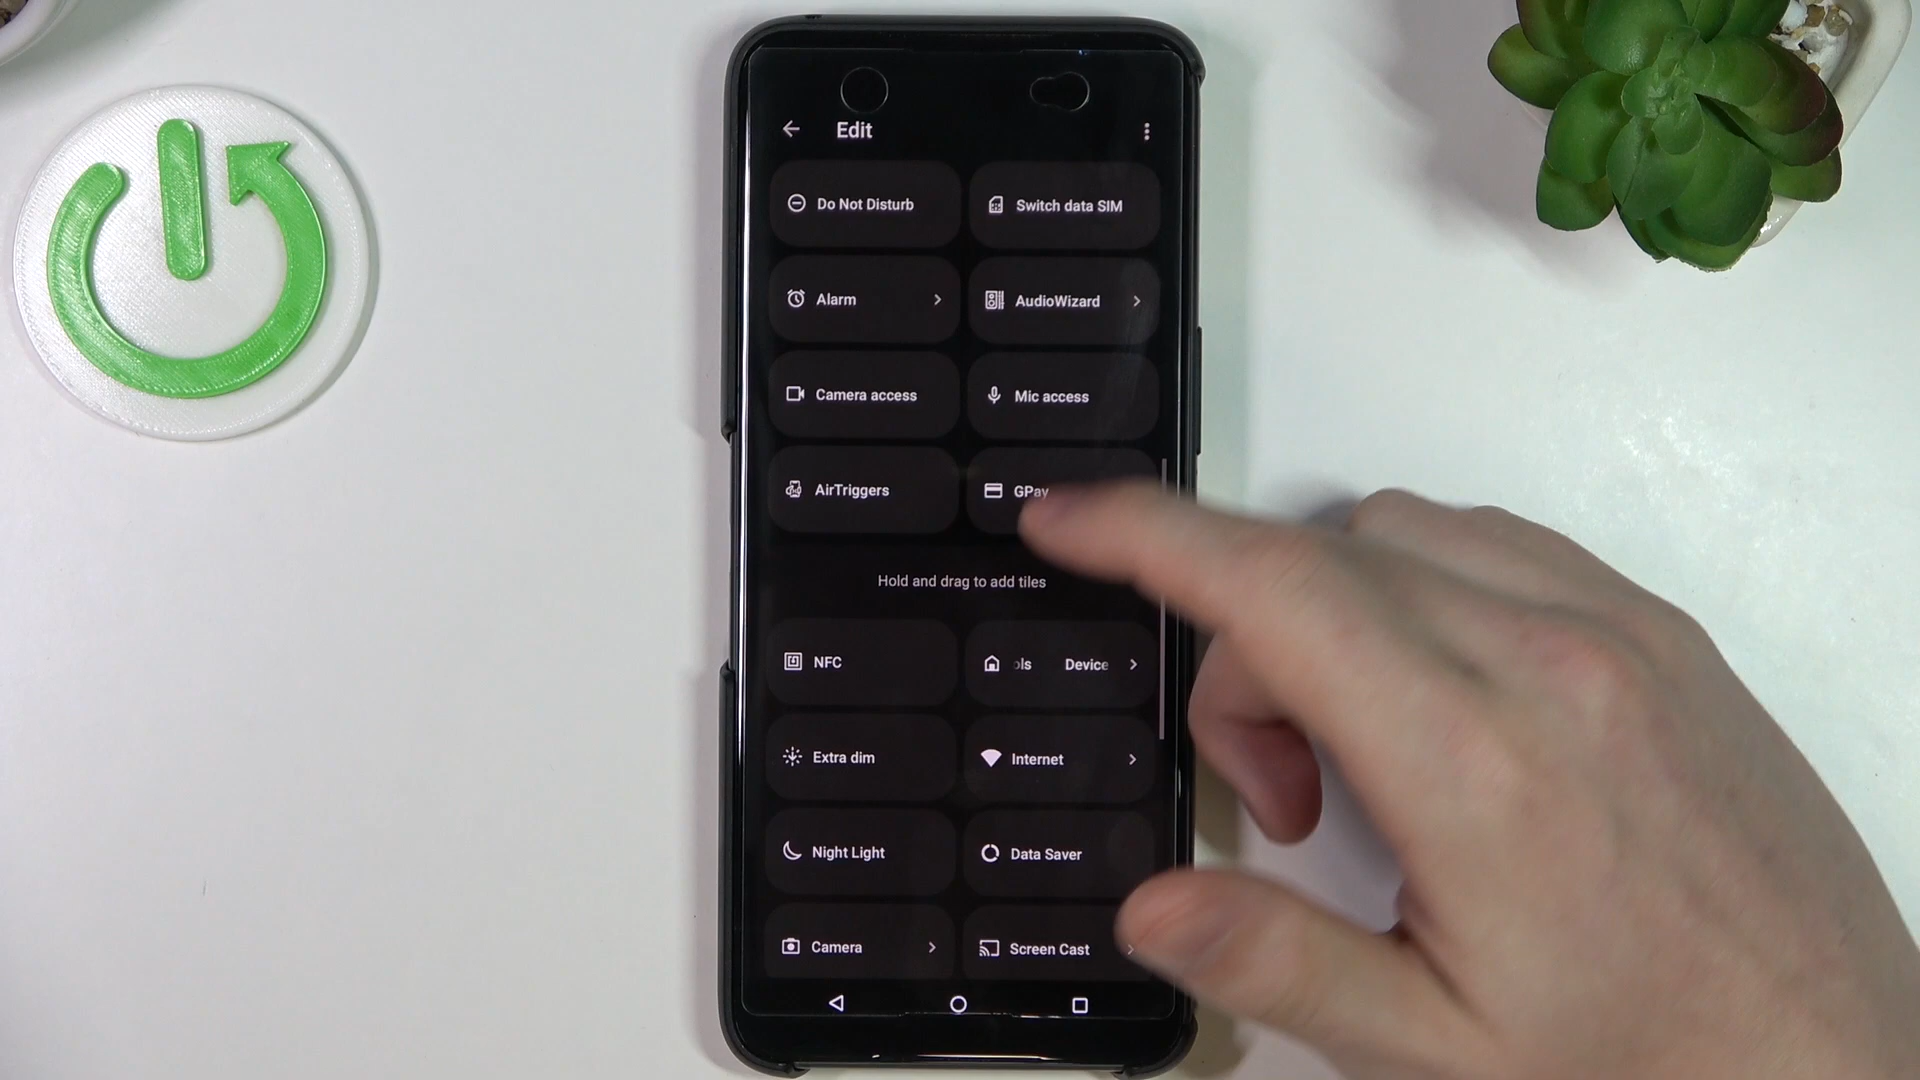 Edit
Do Not Disturb
Switch data SIM
Alarm
AudioWizard
Camera access
Mic access
AirTriggers
GPay
Hold and drag to add tiles
NFC
ols Device
Extra dim
Internet
Night Light
Data Saver
Camera
Screen Cast